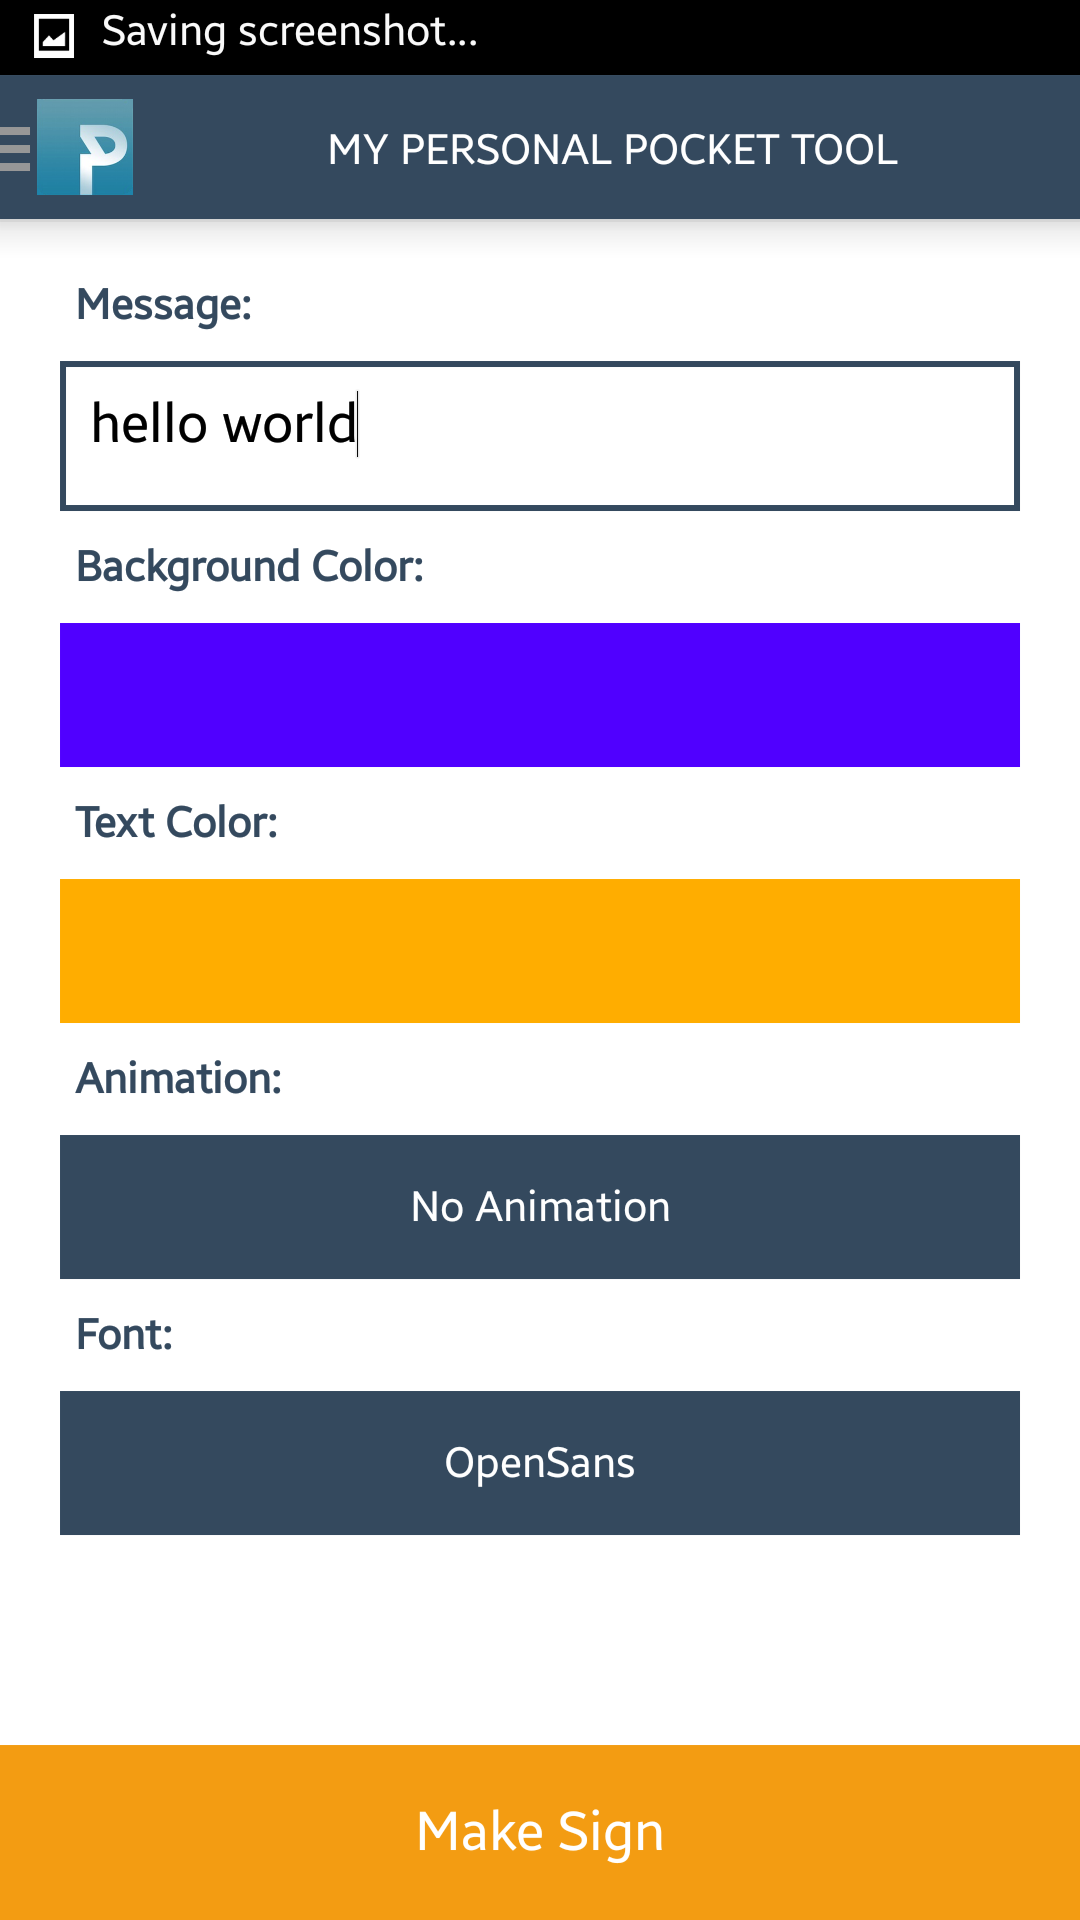 Saving screenshot...
MY PERSONAL POCKET TOOL
Message:
hello world
Background Color:
Text Color:
Animation:
No Animation
Font:
OpenSans
Make Sign